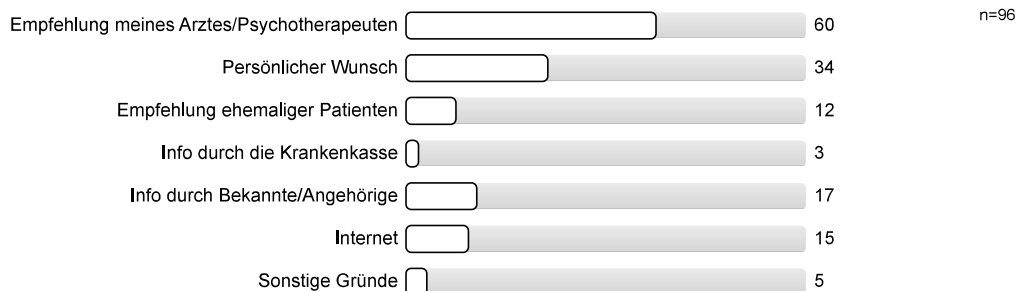 Empfehlung meines Arztes/Psychotherapeuten 60 n=96
Persönlicher Wunsch 34
Empfehlung ehemaliger Patienten 12
Info durch die Krankenkasse 3
Info durch Bekannte/Angehörige 17
Internet 15
Sonstige Gründe 5